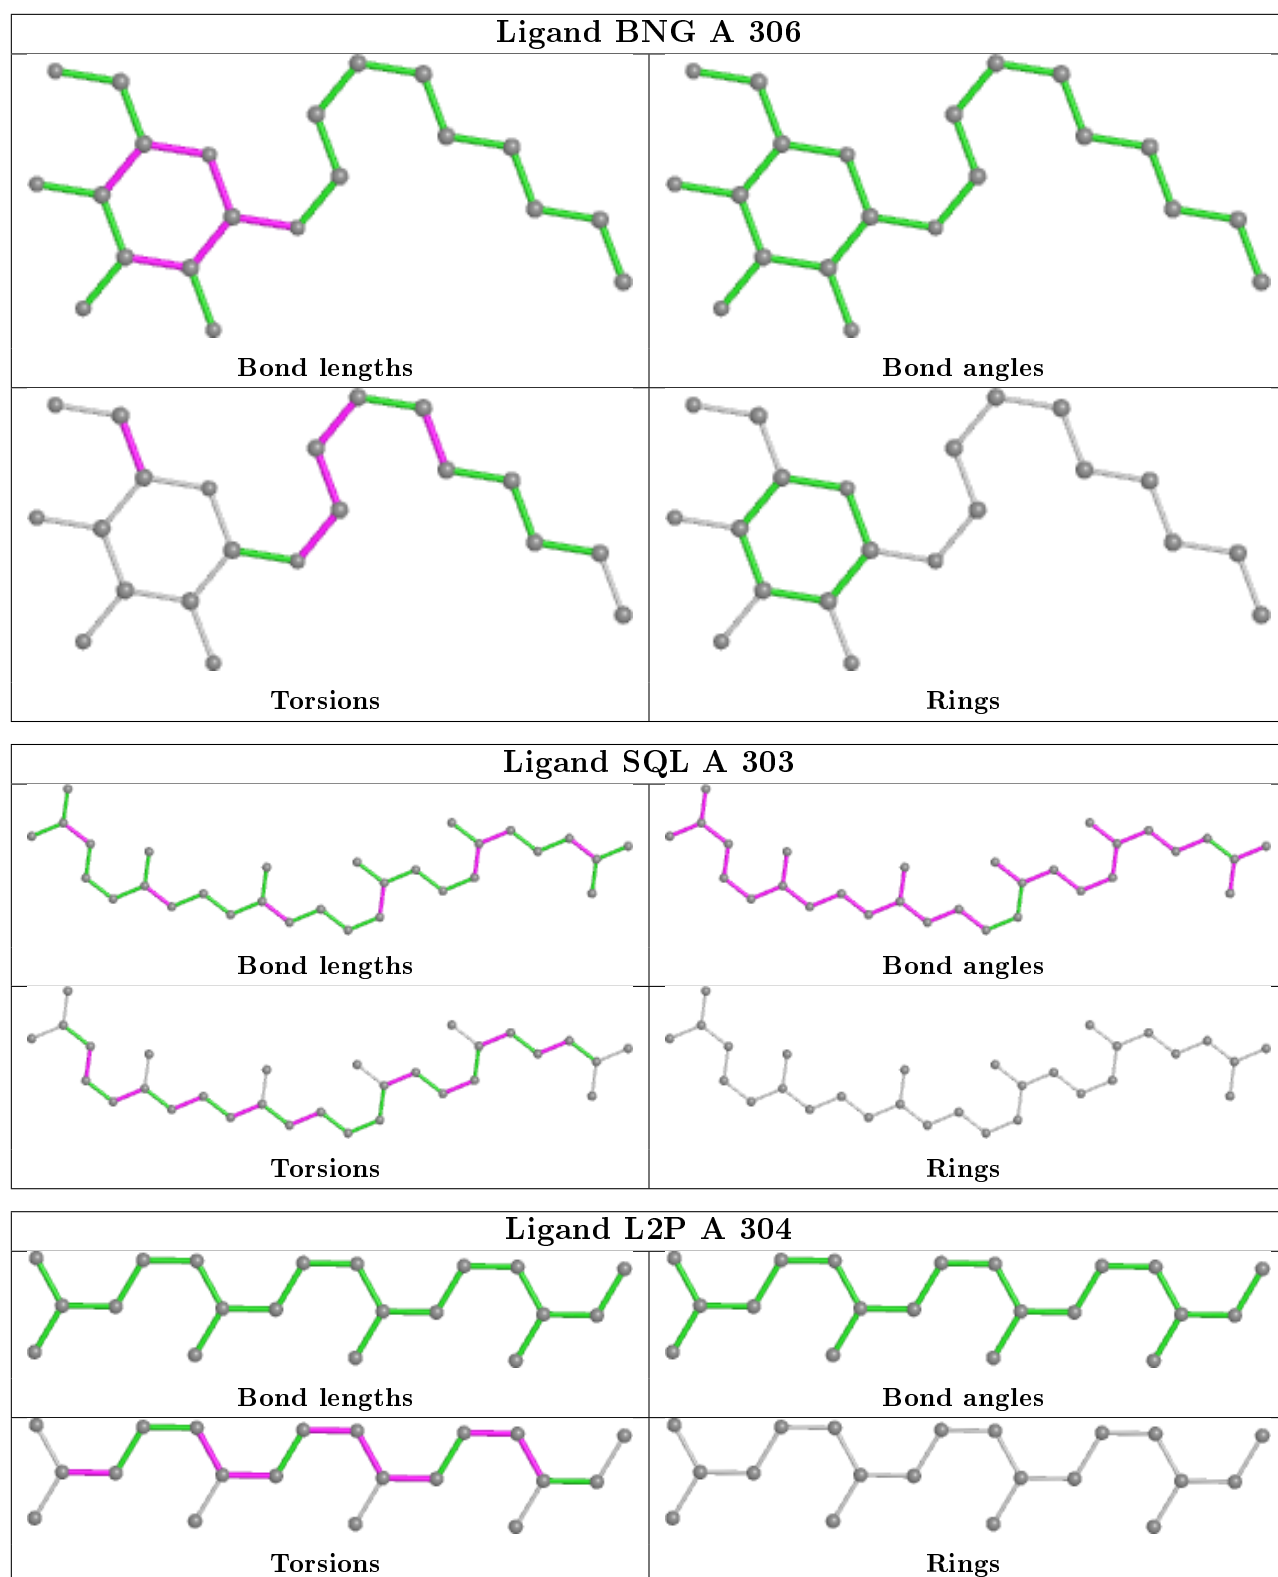 Ligand BNG A 306
Bond lengths
Bond angles
Torsions
Rings
Ligand SQL A 303
Bond lengths
Bond angles
Torsions
Rings
Ligand L2P A 304
Bond lengths
Bond angles
Torsions
Rings